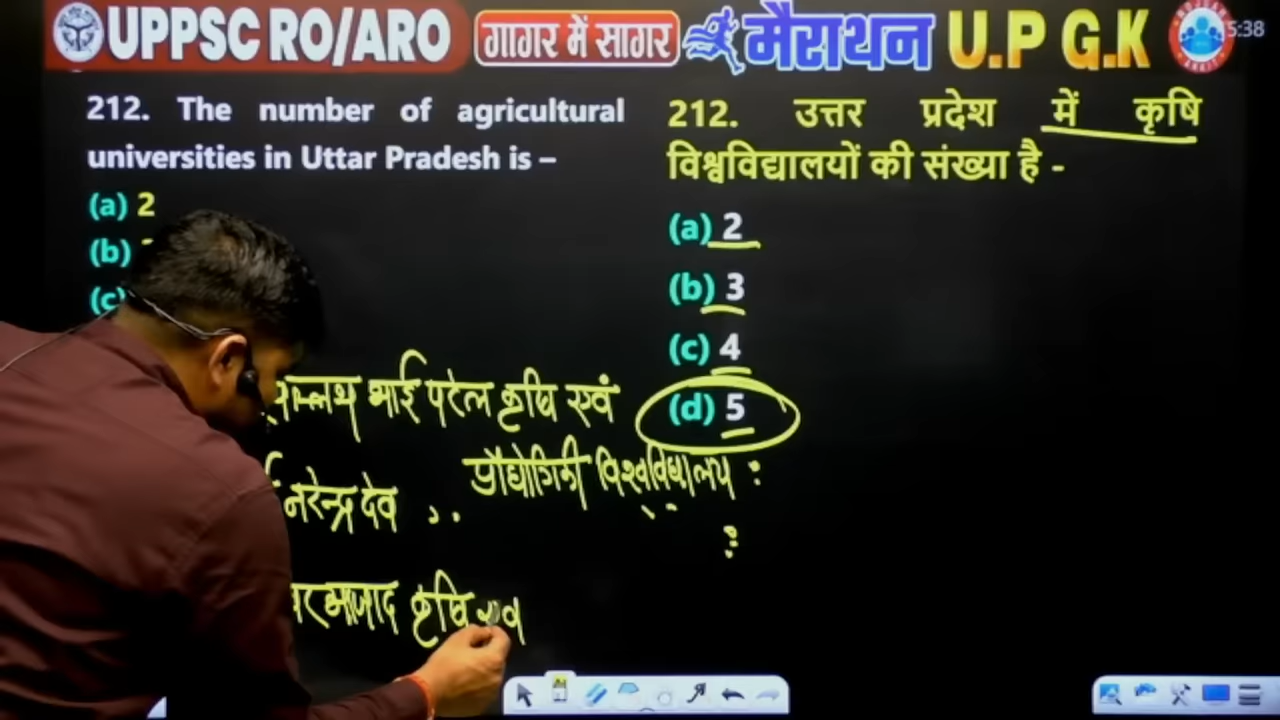 UPPSC RO/ARO गागर में सागर मैराथन U.P G.K 5:38
212. The number of agricultural
universities in Uttar Pradesh is –
(a) 2
(b)
(c)
212. उत्तर प्रदेश में कृषि
विश्वविद्यालयों की संख्या है -
(a) 2
(b) 3
(c) 4
(d) 5
भाई पटेल कृषि एवं
प्रौद्योगिकी विश्वविद्यालय :
नरेन्द्र देव
कृषि एवं